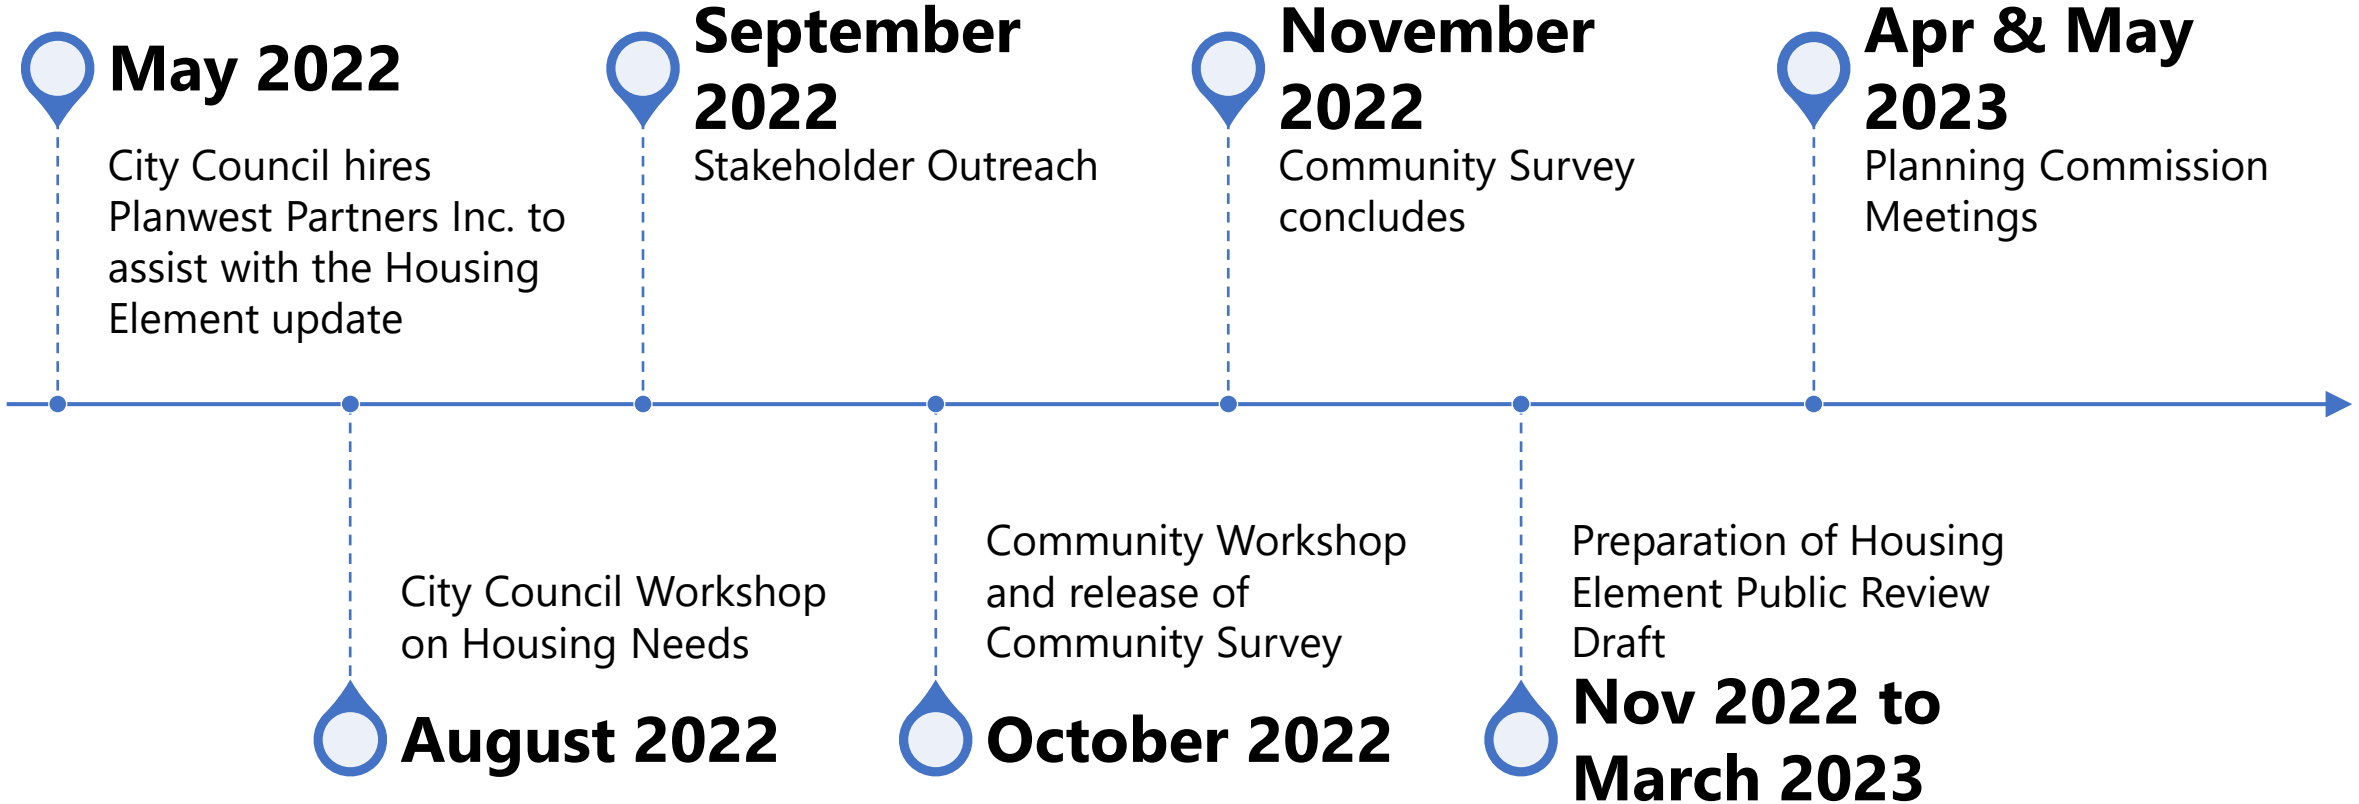 May 2022
City Council hires
Planwest Partners Inc. to
assist with the Housing
Element update
City Council Workshop
on Housing Needs
August 2022
September
2022
Stakeholder Outreach
Community Workshop
and release of
Community Survey
October 2022
November
2022
Community Survey
concludes
Preparation of Housing
Element Public Review
Draft
Nov 2022 to
March 2023
Apr & May
2023
Planning Commission
Meetings